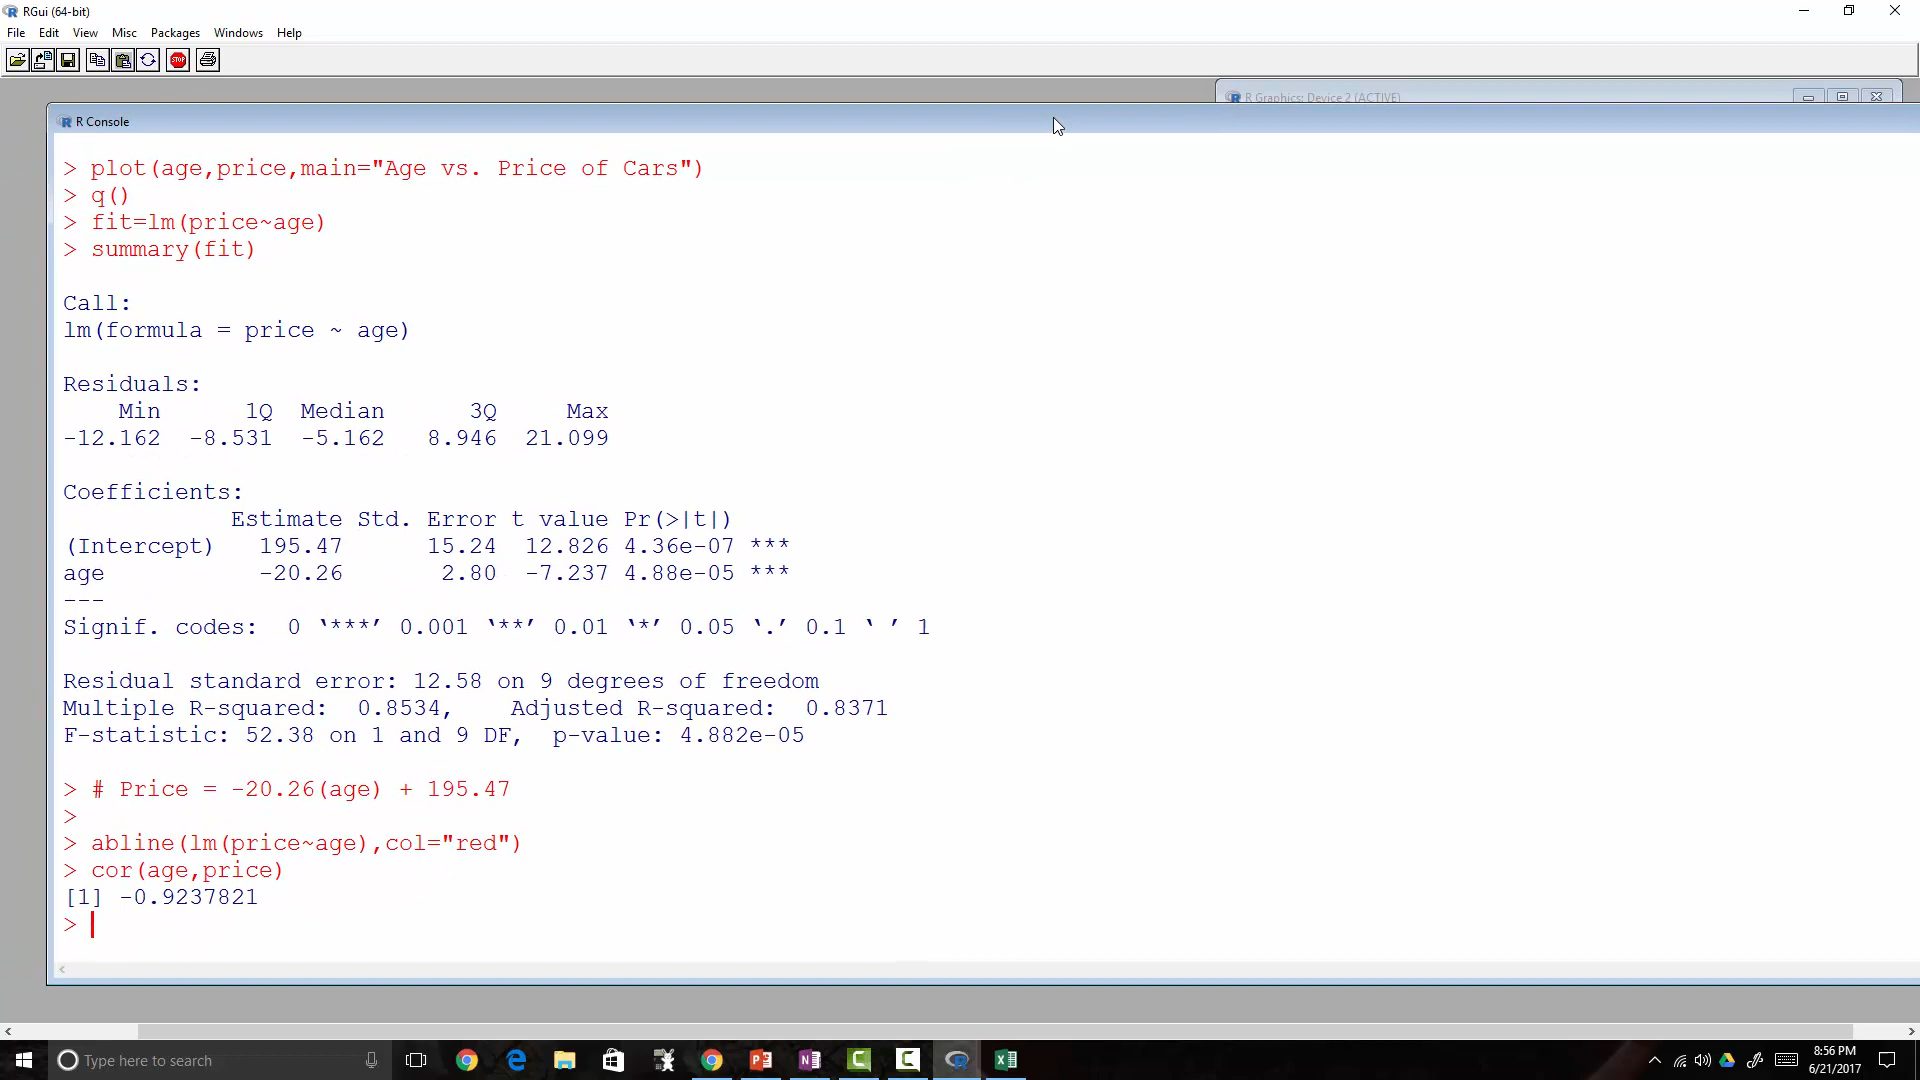 RGui (64-bit)
File Edit View Misc Packages Windows Help
STOP
R Graphics: Device 2 (ACTIVE)
R Console
> plot(age,price,main="Age vs. Price of Cars")
> q()
> fit=lm(price~age)
> summary(fit)
Call:
lm(formula = price ~ age)
Residuals:
Min 1Q Median 3Q Max
-12.162 -8.531 -5.162 8.946 21.099
Coefficients:
Estimate Std. Error t value Pr(>|t|)
(Intercept) 195.47 15.24 12.826 4.36e-07 ***
age -20.26 2.80 -7.237 4.88e-05 ***
---
Signif. codes: 0 ‘***’ 0.001 ‘**’ 0.01 ‘*’ 0.05 ‘.’ 0.1 ‘ ’ 1
Residual standard error: 12.58 on 9 degrees of freedom
Multiple R-squared: 0.8534, Adjusted R-squared: 0.8371
F-statistic: 52.38 on 1 and 9 DF, p-value: 4.882e-05
> # Price = -20.26(age) + 195.47
>
> abline(lm(price~age),col="red")
> cor(age,price)
[1] -0.9237821
>
Type here to search
8:56 PM
6/21/2017